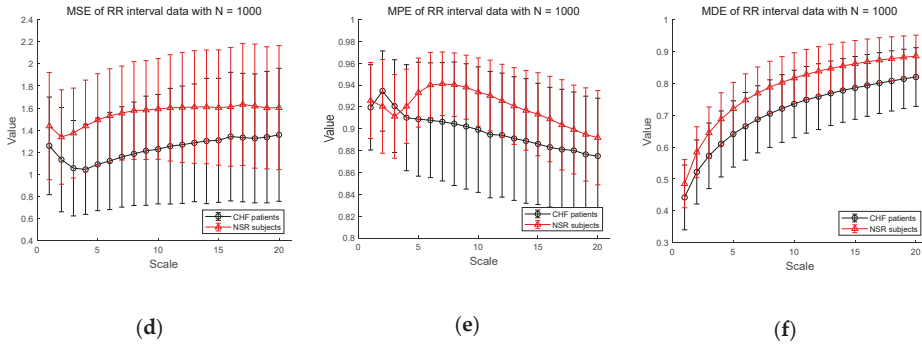 MSE of RR interval data with N = 1000
2.4
2.2
2
1.8
1.6
1.4
1.2
1
0.8
0.6
0.4
Value
0 5 10 15 20
Scale
CHF patients
NSR subjects
(d)
MPE of RR interval data with N = 1000
1
0.98
0.96
0.94
0.92
0.9
0.88
0.86
0.84
0.82
0.8
Value
0 5 10 15 20
Scale
CHF patients
NSR subjects
(e)
MDE of RR interval data with N = 1000
1
0.9
0.8
0.7
0.6
0.5
0.4
0.3
Value
0 5 10 15 20
Scale
CHF patients
NSR subjects
(f)